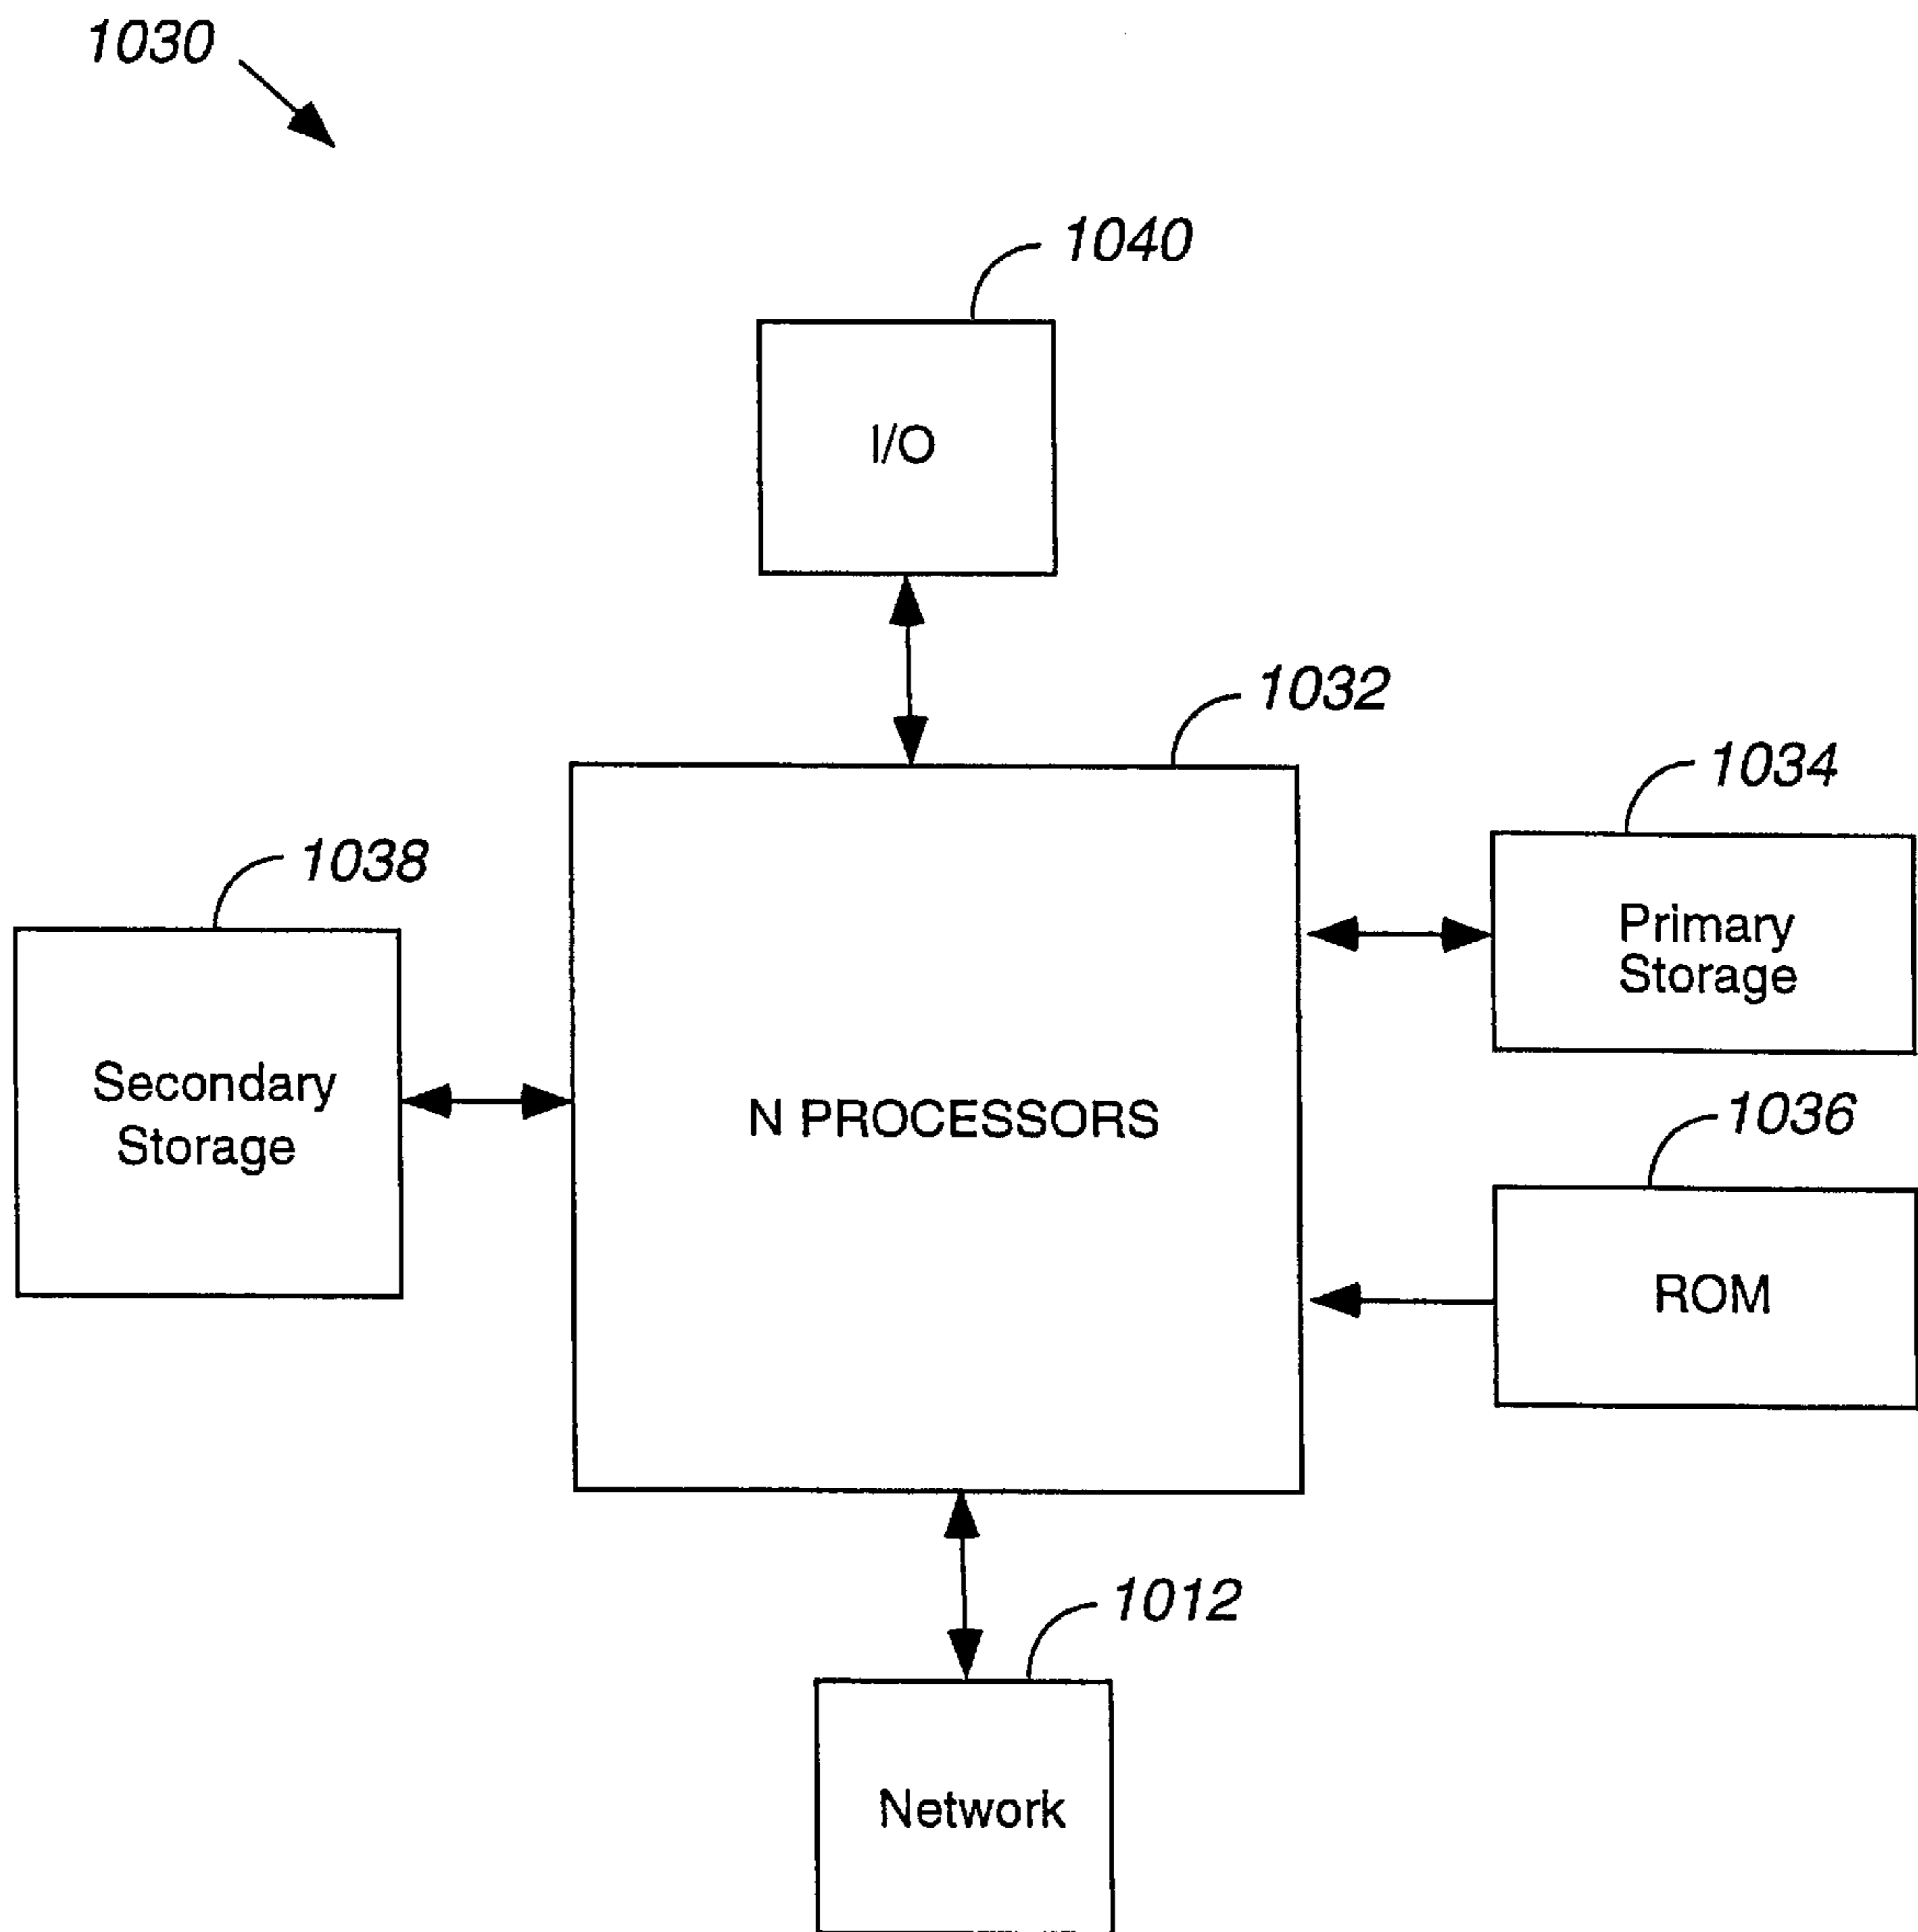 1030
1040
I/O
1032
1034
1038
Primary
Storage
Secondary
Storage
N PROCESSORS
1036
ROM
1012
Network